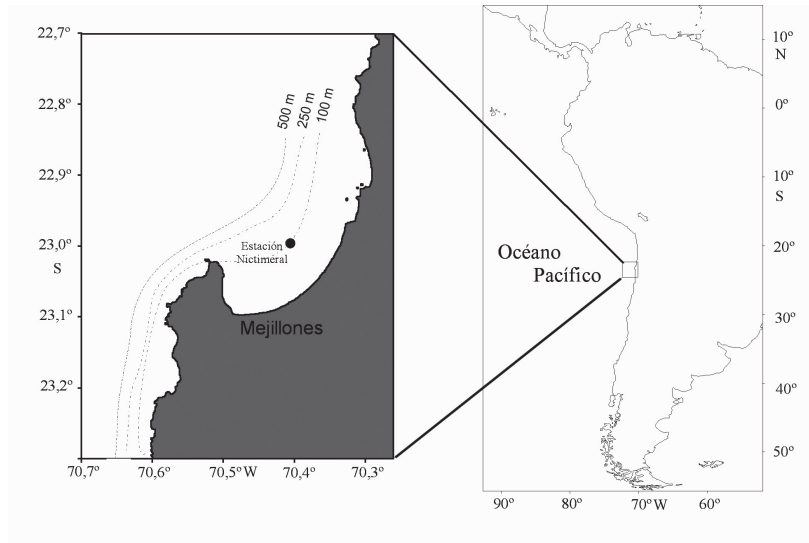 22,7º
22,8º
22,9º
23,0º
S
23,1º
23,2º
70,7º
70,6º
70,5º W
70,4º
70,3º
500 m
250 m
100 m
Estación
Nictiméral
Mejillones
Océano
Pacífico
10º
N
0º
10º
S
20º
30º
40º
50º
90º
80º
70ºW
60º